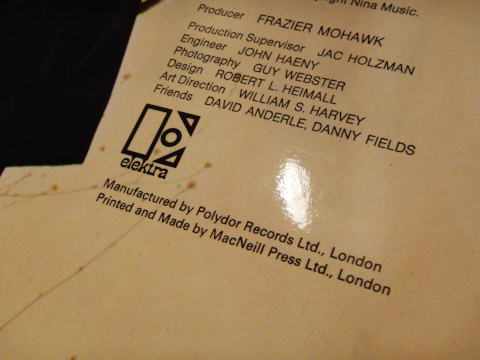 Nina Music.
Producer FRAZIER MOHAWK
Production Supervisor JAC HOLZMAN
Engineer JOHN HAENY
Photography GUY WEBSTER
Design ROBERT L. HEIMALL
Art Direction WILLIAM S. HARVEY
Friends DAVID ANDERLE, DANNY FIELDS
elektra
Manufactured by Polydor Records Ltd., London
Printed and Made by MacNeill Press Ltd., London